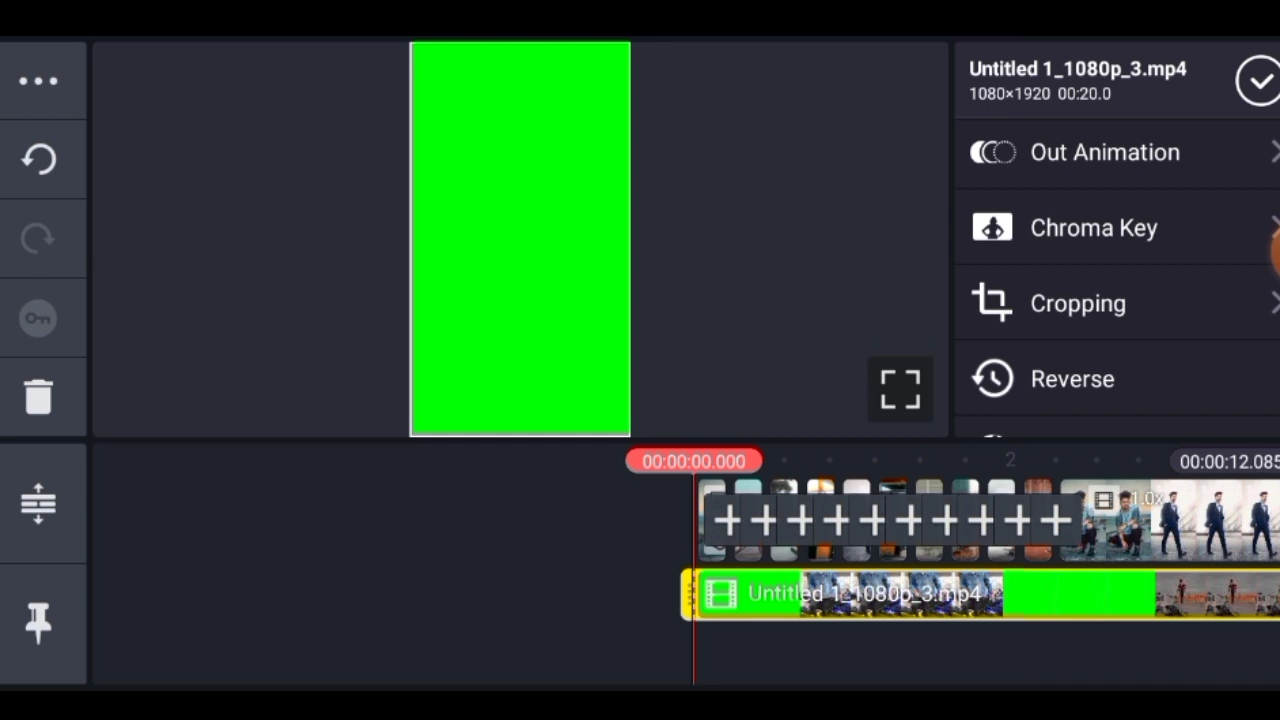 Untitled 1_1080p_3.mp4
1080×1920 00:20.0
Out Animation
Chroma Key
Cropping
Reverse
00:00:00.000
2
00:00:12.085
1.0x
Untitled 1_1080p_3.mp4